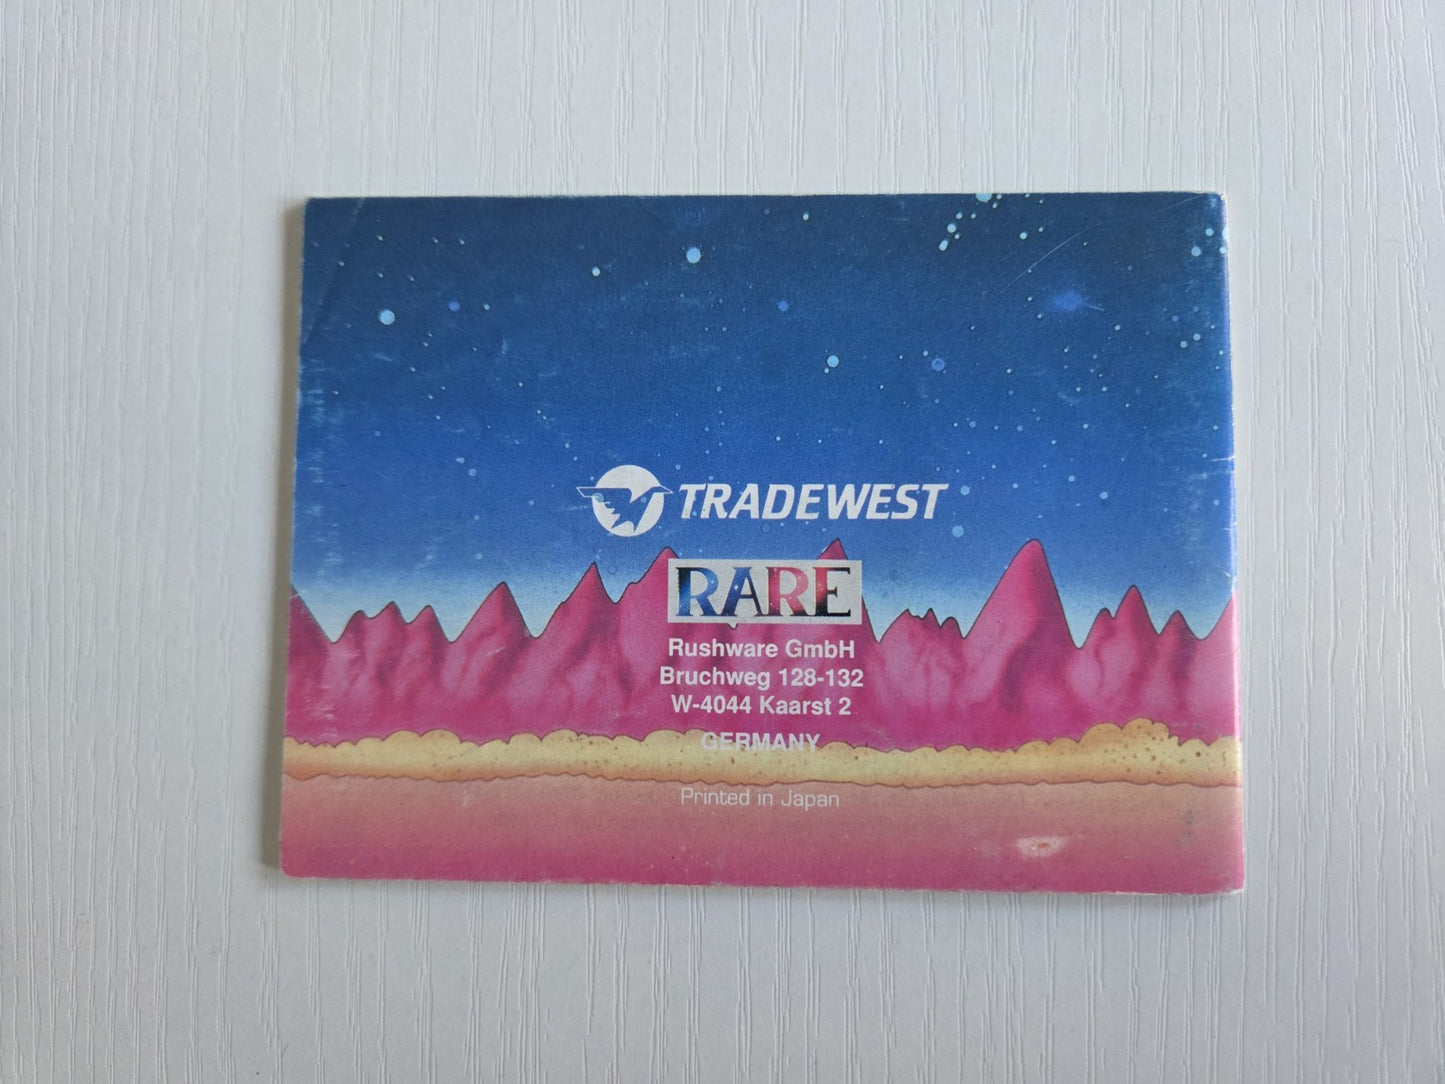 TRADEWEST
RARE
Rushware GmbH
Bruchweg 128-132
W-4044 Kaarst 2
GERMANY
Printed in Japan